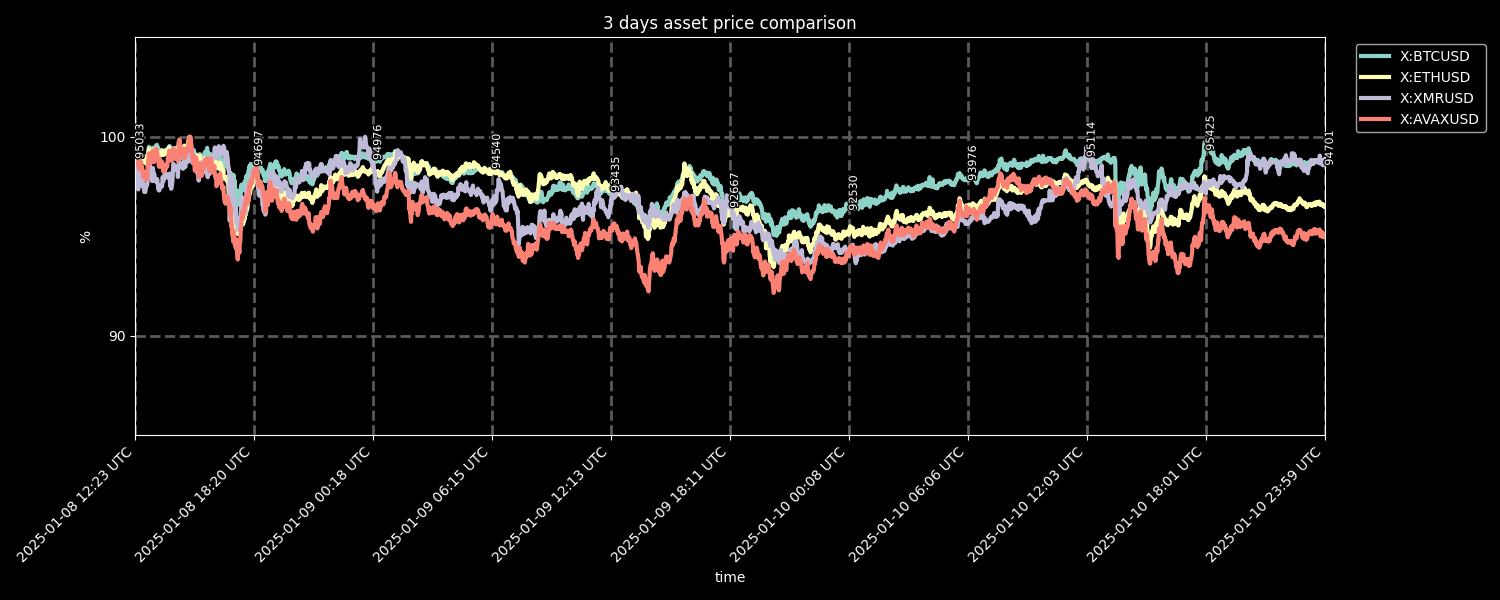 3 days asset price comparison
X:BTCUSD
X:ETHUSD
X:XMRUSD
X:AVAXUSD
100
90
%
95033
94697
94976
94540
93435
92667
92530
93976
95114
95425
94701
2025-01-08 12:23 UTC
2025-01-08 18:20 UTC
2025-01-09 00:18 UTC
2025-01-09 06:15 UTC
2025-01-09 12:13 UTC
2025-01-09 18:11 UTC
2025-01-10 00:08 UTC
2025-01-10 06:06 UTC
2025-01-10 12:03 UTC
2025-01-10 18:01 UTC
2025-01-10 23:59 UTC
time